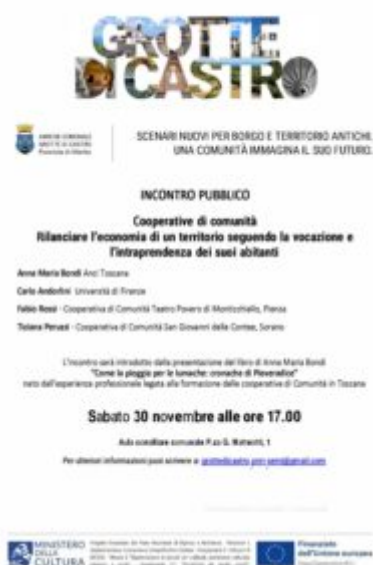 GROTTE
DI CASTRO
SCENARI NUOVI PER BORGO E TERRITORIO ANTICHI.
UNA COMUNITÀ IMMAGINA IL SUO FUTURO.
INCONTRO PUBBLICO
Cooperative di comunità
Rilanciare l'economia di un territorio seguendo la vocazione e
l'intraprendenza dei suoi abitanti
Anna Maria Bondi Anci Toscana
Carlo Andorlini Università di Firenze
Fabio Rossi - Cooperativa di Comunità Teatro Povero di Monticchiello, Pienza
Tiziana Peruzzi - Cooperativa di Comunità San Giovanni delle Contee, Sorano
L'incontro sarà introdotto dalla presentazione del libro di Anna Maria Bondi
"Come la pioggia per le lumache: cronache di Pieveradice"
nato dall'esperienza professionale legata alla formazione delle cooperative di Comunità in Toscana
Sabato 30 novembre alle ore 17.00
Aula consiliare comunale P.za G. Matteotti, 1
Per ulteriori informazioni puoi scrivere a:
MINISTERO
DELLA
CULTURA
Finanziato
dall'Unione europea